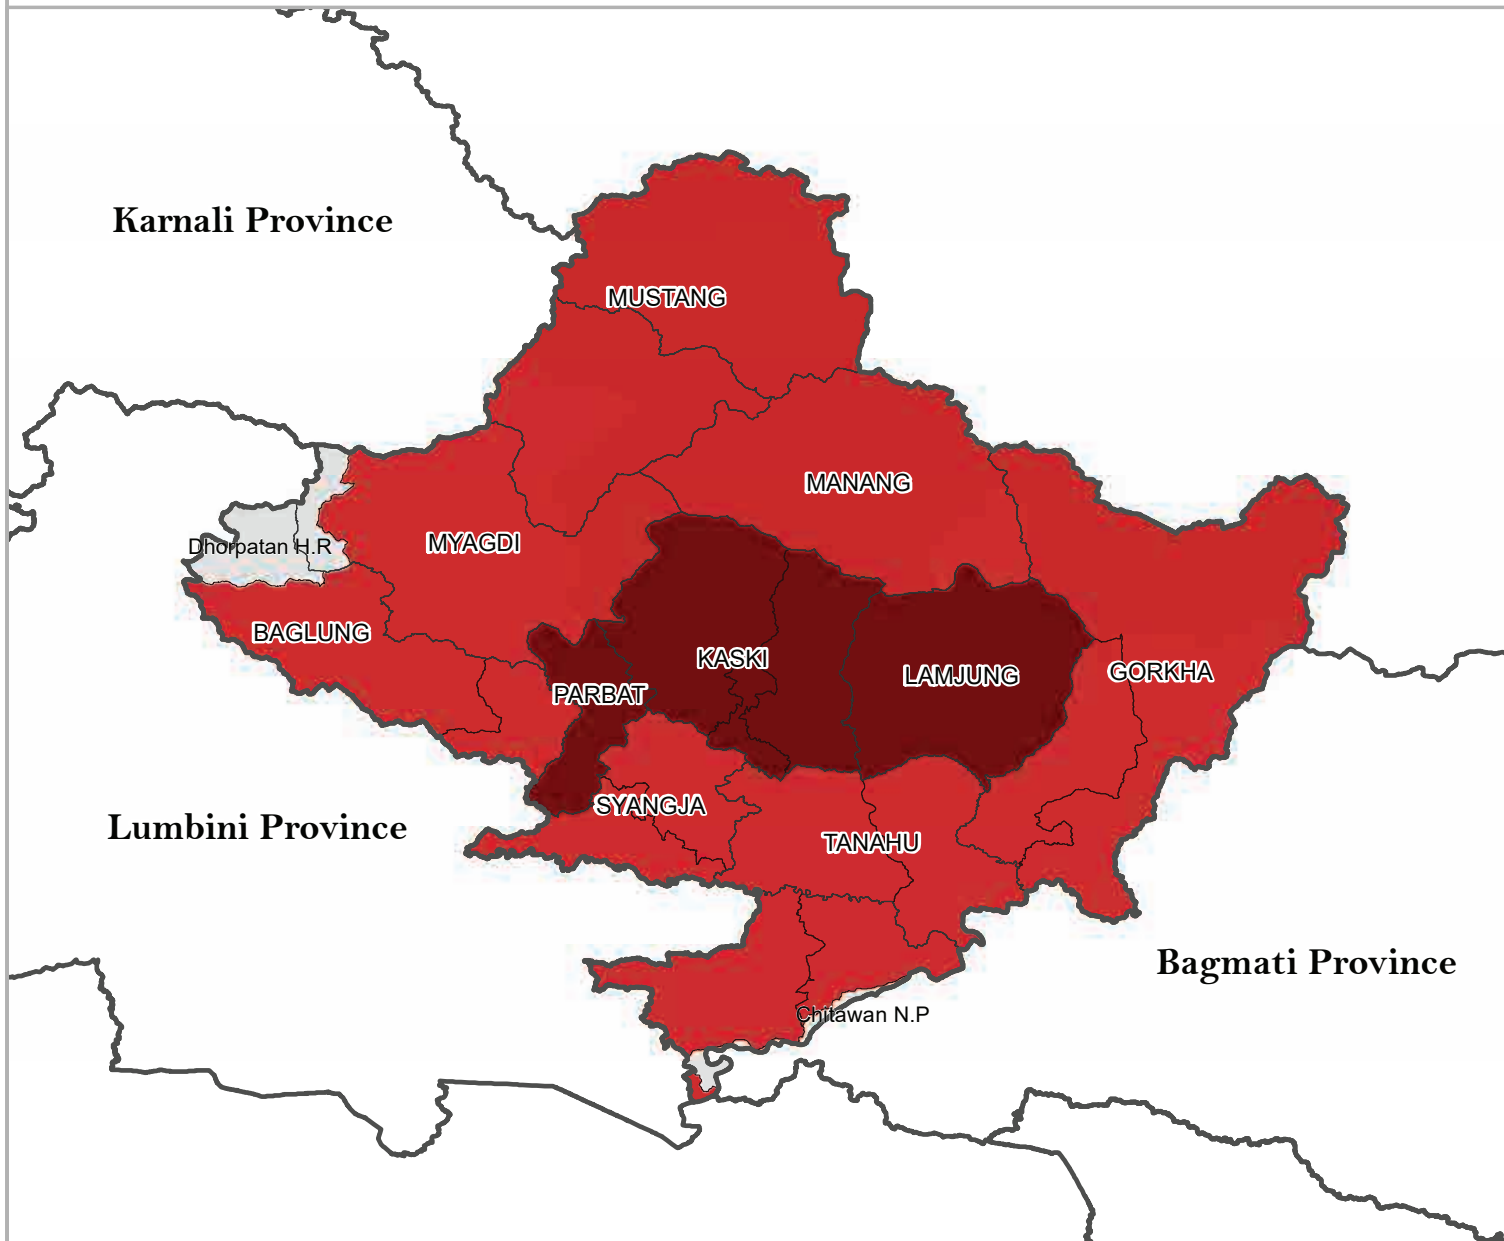 Karnali Province
MUSTANG
MANANG
MYAGDI
Dhorpatan H.R
BAGLUNG
KASKI
LAMJUNG
GORKHA
PARBAT
SYANGJA
Lumbini Province
TANAHU
Bagmati Province
Chitawan N.P